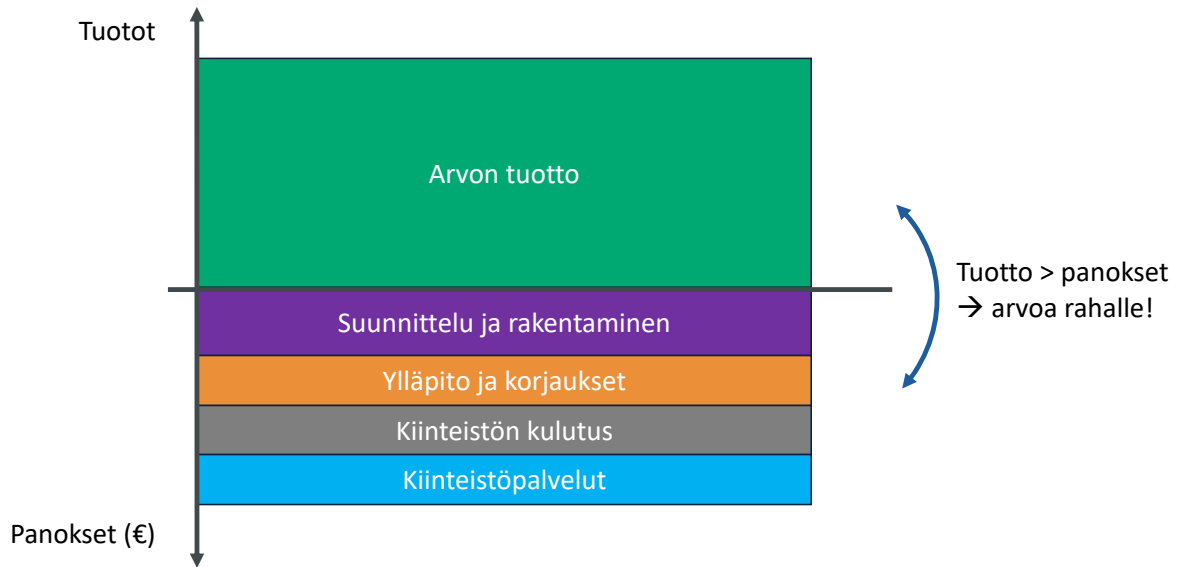 Tuotot
Arvon tuotto
Tuotto > panokset
→ arvoa rahalle!
Suunnittelu ja rakentaminen
Ylläpito ja korjaukset
Kiinteistön kulutus
Kiinteistöpalvelut
Panokset (€)